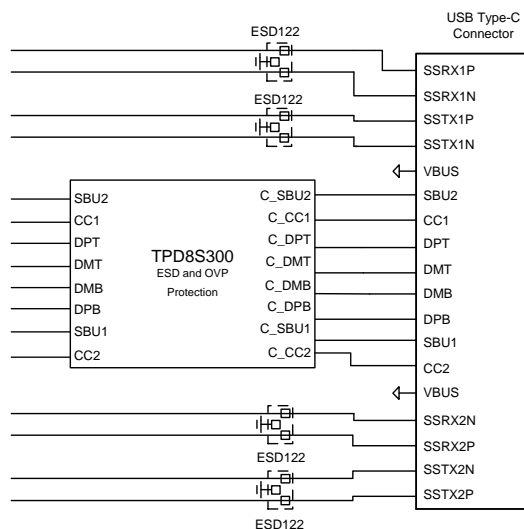 USB Type-C
Connector
ESD122
SSRX1P
SSRX1N
ESD122
SSTX1P
SSTX1N
VBUS
SBU2 C_SBU2 SBU2
CC1 C_CC1 CC1
DPT C_DPT DPT
TPD8S300
ESD and OVP
Protection
DMT C_DMT DMT
DMB C_DMB DMB
DPB C_DPB DPB
SBU1 C_SBU1 SBU1
CC2 C_CC2 CC2
VBUS
SSRX2N
SSRX2P
ESD122
SSTX2N
SSTX2P
ESD122